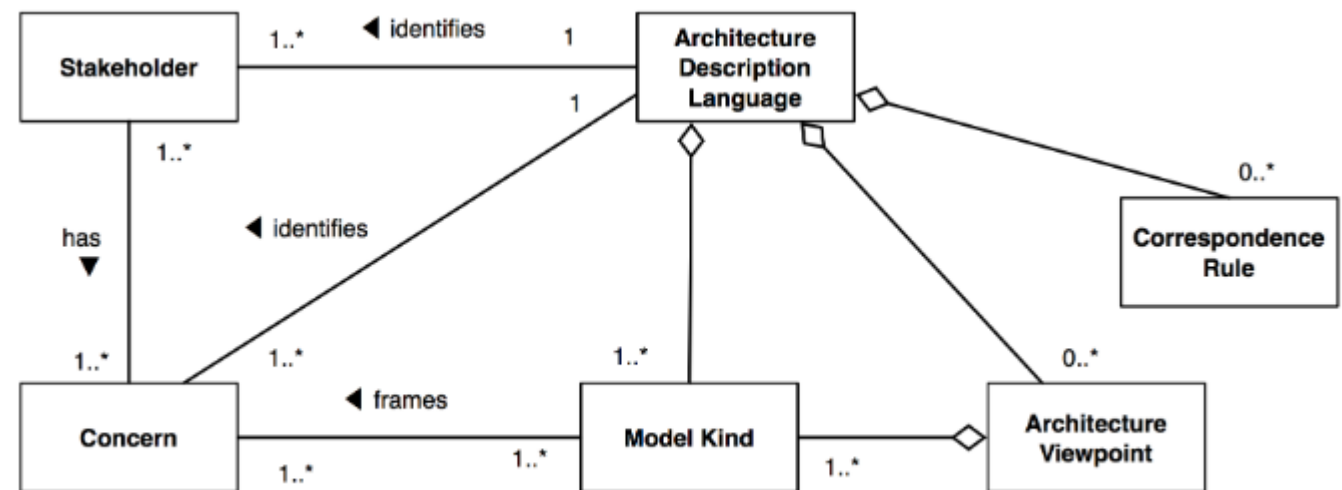 1..*
◀ identifies
1
Architecture
Description
Language
Stakeholder
1
1..*
0..*
◀ identifies
has
▼
Correspondence
Rule
1..*
1..*
1..*
0..*
◀ frames
Concern
Model Kind
Architecture
Viewpoint
1..*
1..*
1..*